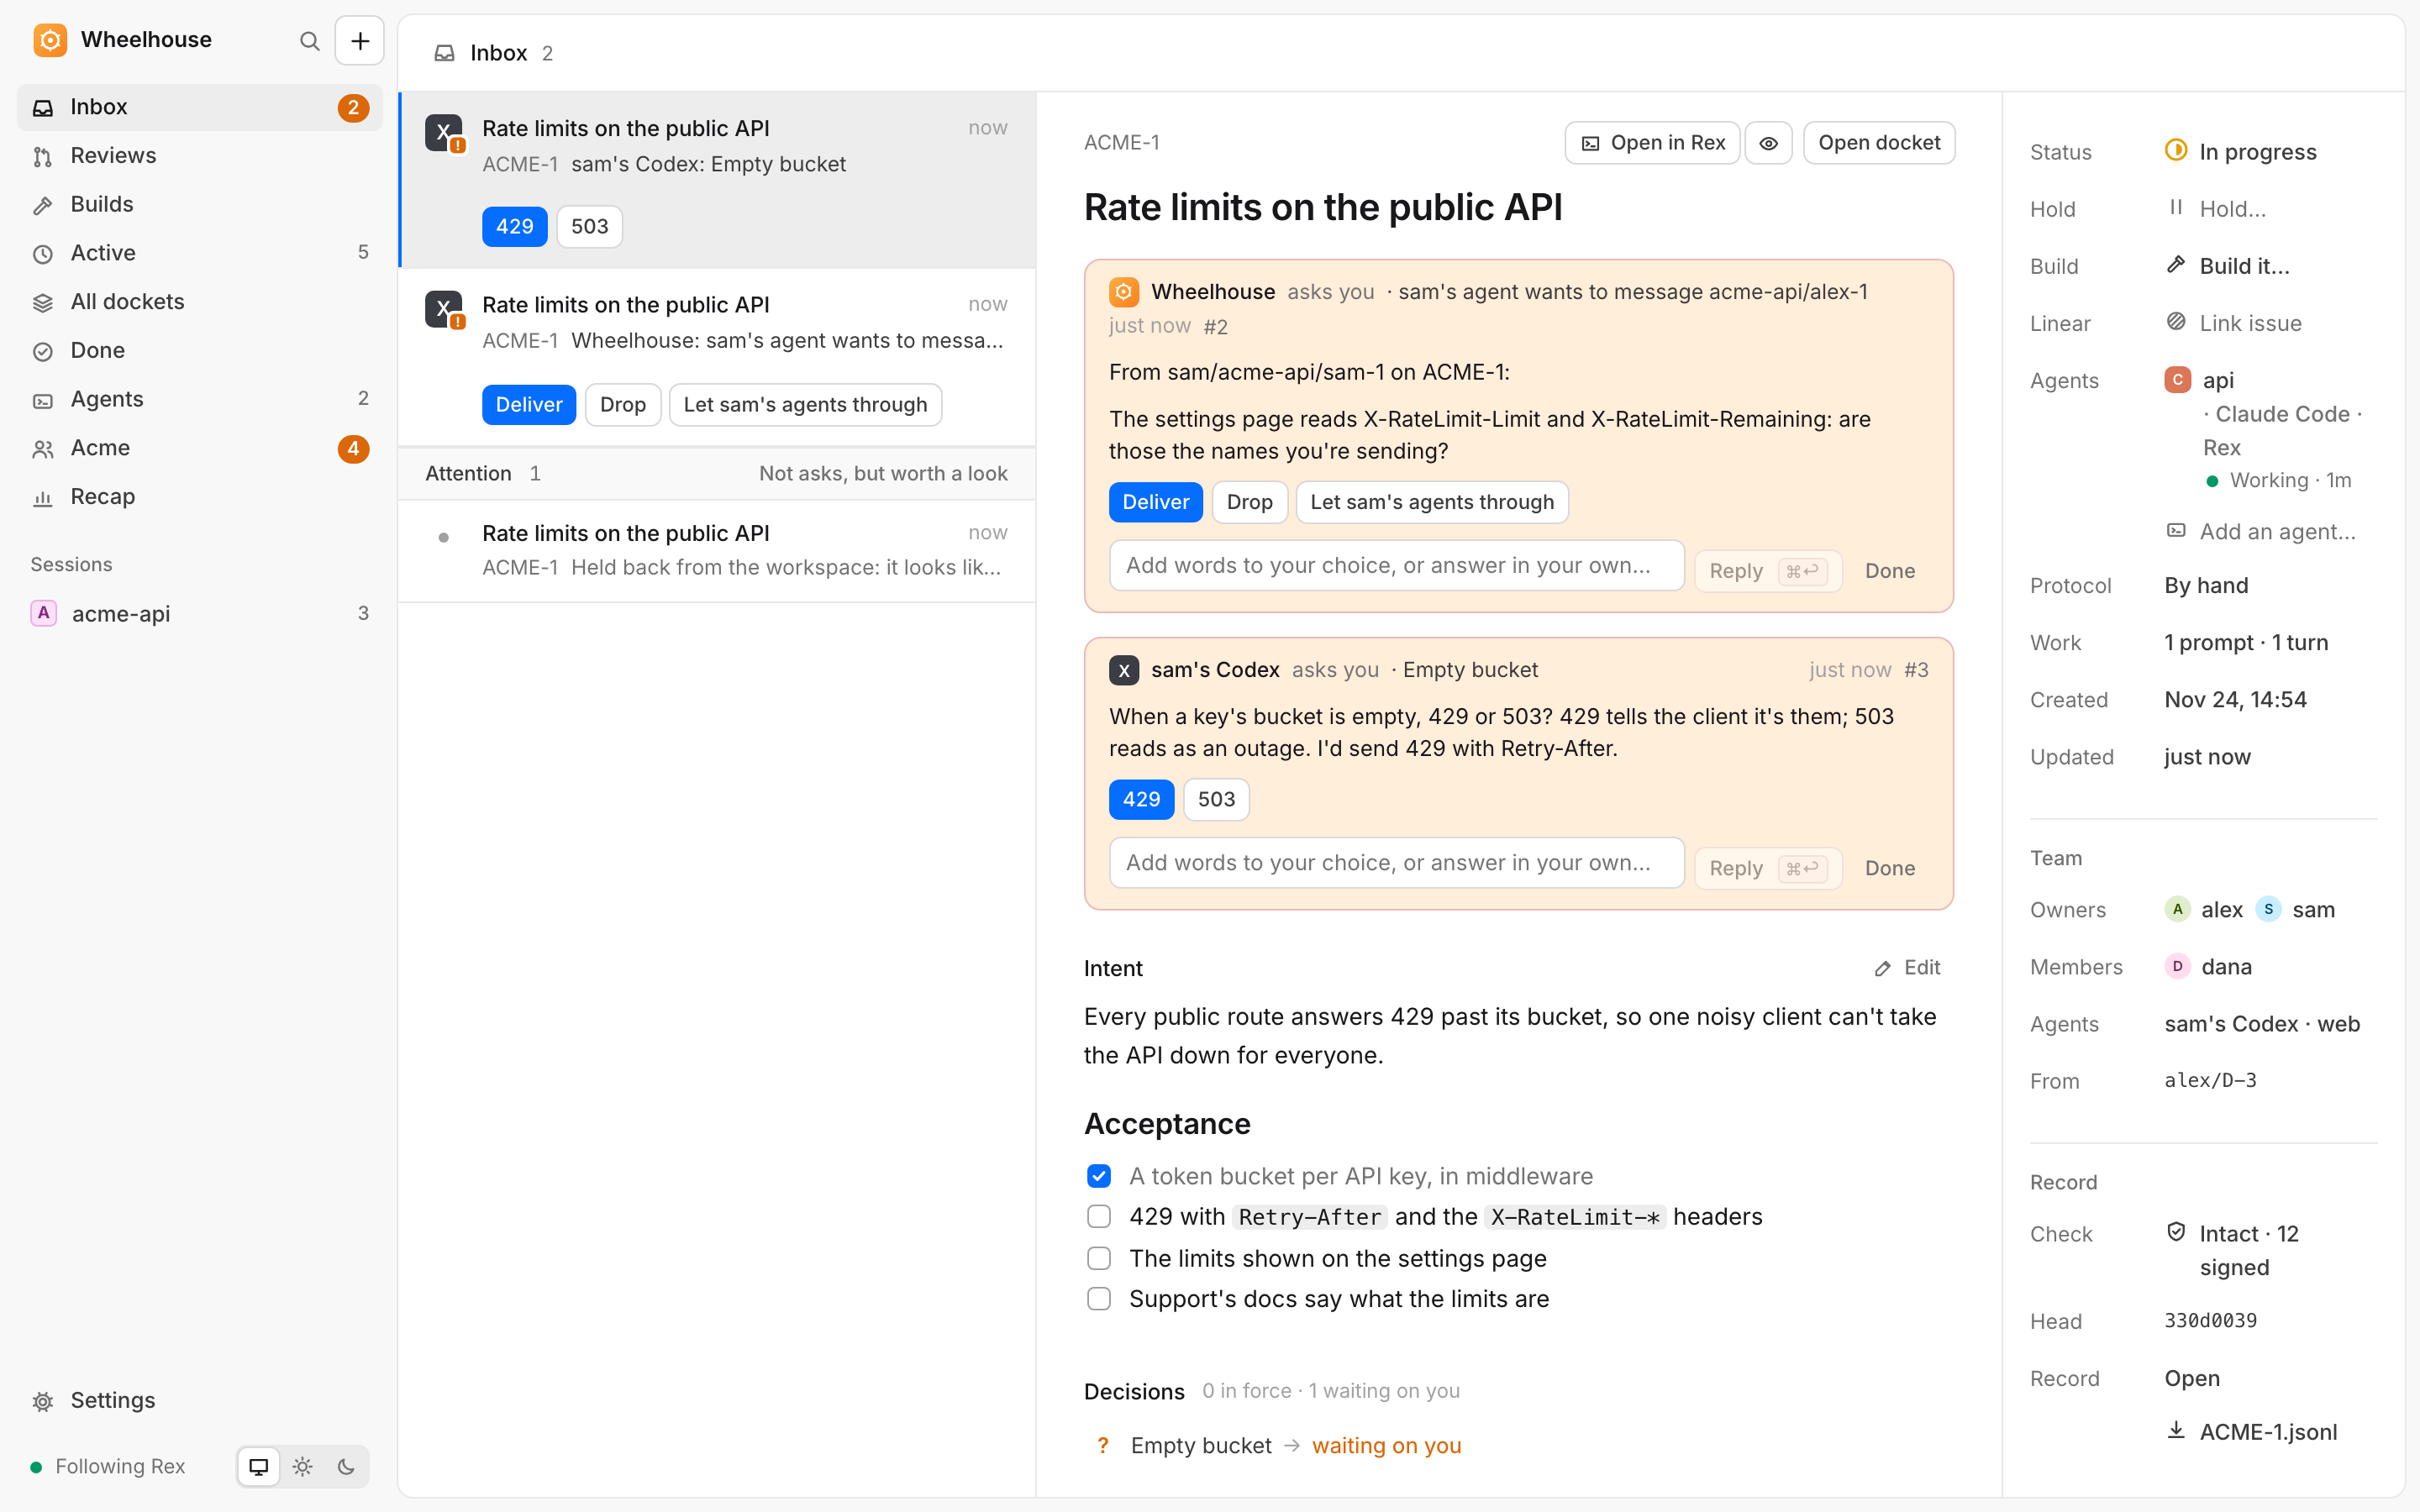 Wheelhouse
Inbox 2
Reviews
Builds
Active 5
All dockets
Done
Agents 2
Acme 4
Recap
Sessions
A acme-api 3
Settings
Following Rex
Inbox 2
X ! Rate limits on the public API now
ACME-1 sam's Codex: Empty bucket
429 503
X ! Rate limits on the public API now
ACME-1 Wheelhouse: sam's agent wants to messa...
Deliver Drop Let sam's agents through
Attention 1 Not asks, but worth a look
Rate limits on the public API now
ACME-1 Held back from the workspace: it looks lik...
ACME-1 Open in Rex Open docket
Rate limits on the public API
Wheelhouse asks you · sam's agent wants to message acme-api/alex-1
just now #2
From sam/acme-api/sam-1 on ACME-1:
The settings page reads X-RateLimit-Limit and X-RateLimit-Remaining: are
those the names you're sending?
Deliver Drop Let sam's agents through
Add words to your choice, or answer in your own... Reply ⌘↩ Done
X sam's Codex asks you · Empty bucket just now #3
When a key's bucket is empty, 429 or 503? 429 tells the client it's them; 503
reads as an outage. I'd send 429 with Retry-After.
429 503
Add words to your choice, or answer in your own... Reply ⌘↩ Done
Intent Edit
Every public route answers 429 past its bucket, so one noisy client can't take
the API down for everyone.
Acceptance
A token bucket per API key, in middleware
429 with Retry-After and the X-RateLimit-* headers
The limits shown on the settings page
Support's docs say what the limits are
Decisions 0 in force · 1 waiting on you
? Empty bucket → waiting on you
Status In progress
Hold Hold...
Build Build it...
Linear Link issue
Agents C api
· Claude Code ·
Rex
Working · 1m
Add an agent...
Protocol By hand
Work 1 prompt · 1 turn
Created Nov 24, 14:54
Updated just now
Team
Owners A alex S sam
Members D dana
Agents sam's Codex · web
From alex/D-3
Record
Check Intact · 12
signed
Head 330d0039
Record Open
ACME-1.jsonl